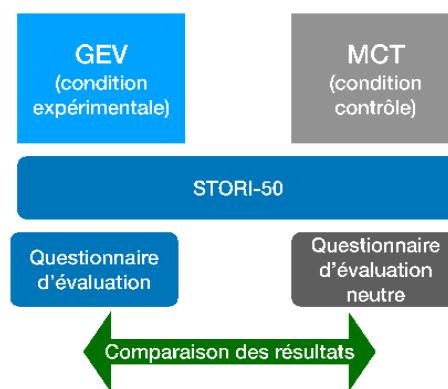 GEV
(condition
expérimentale)
MCT
(condition
contrôle)
STORI-50
Questionnaire
d'évaluation
Questionnaire
d'évaluation
neutre
Comparaison des résultats